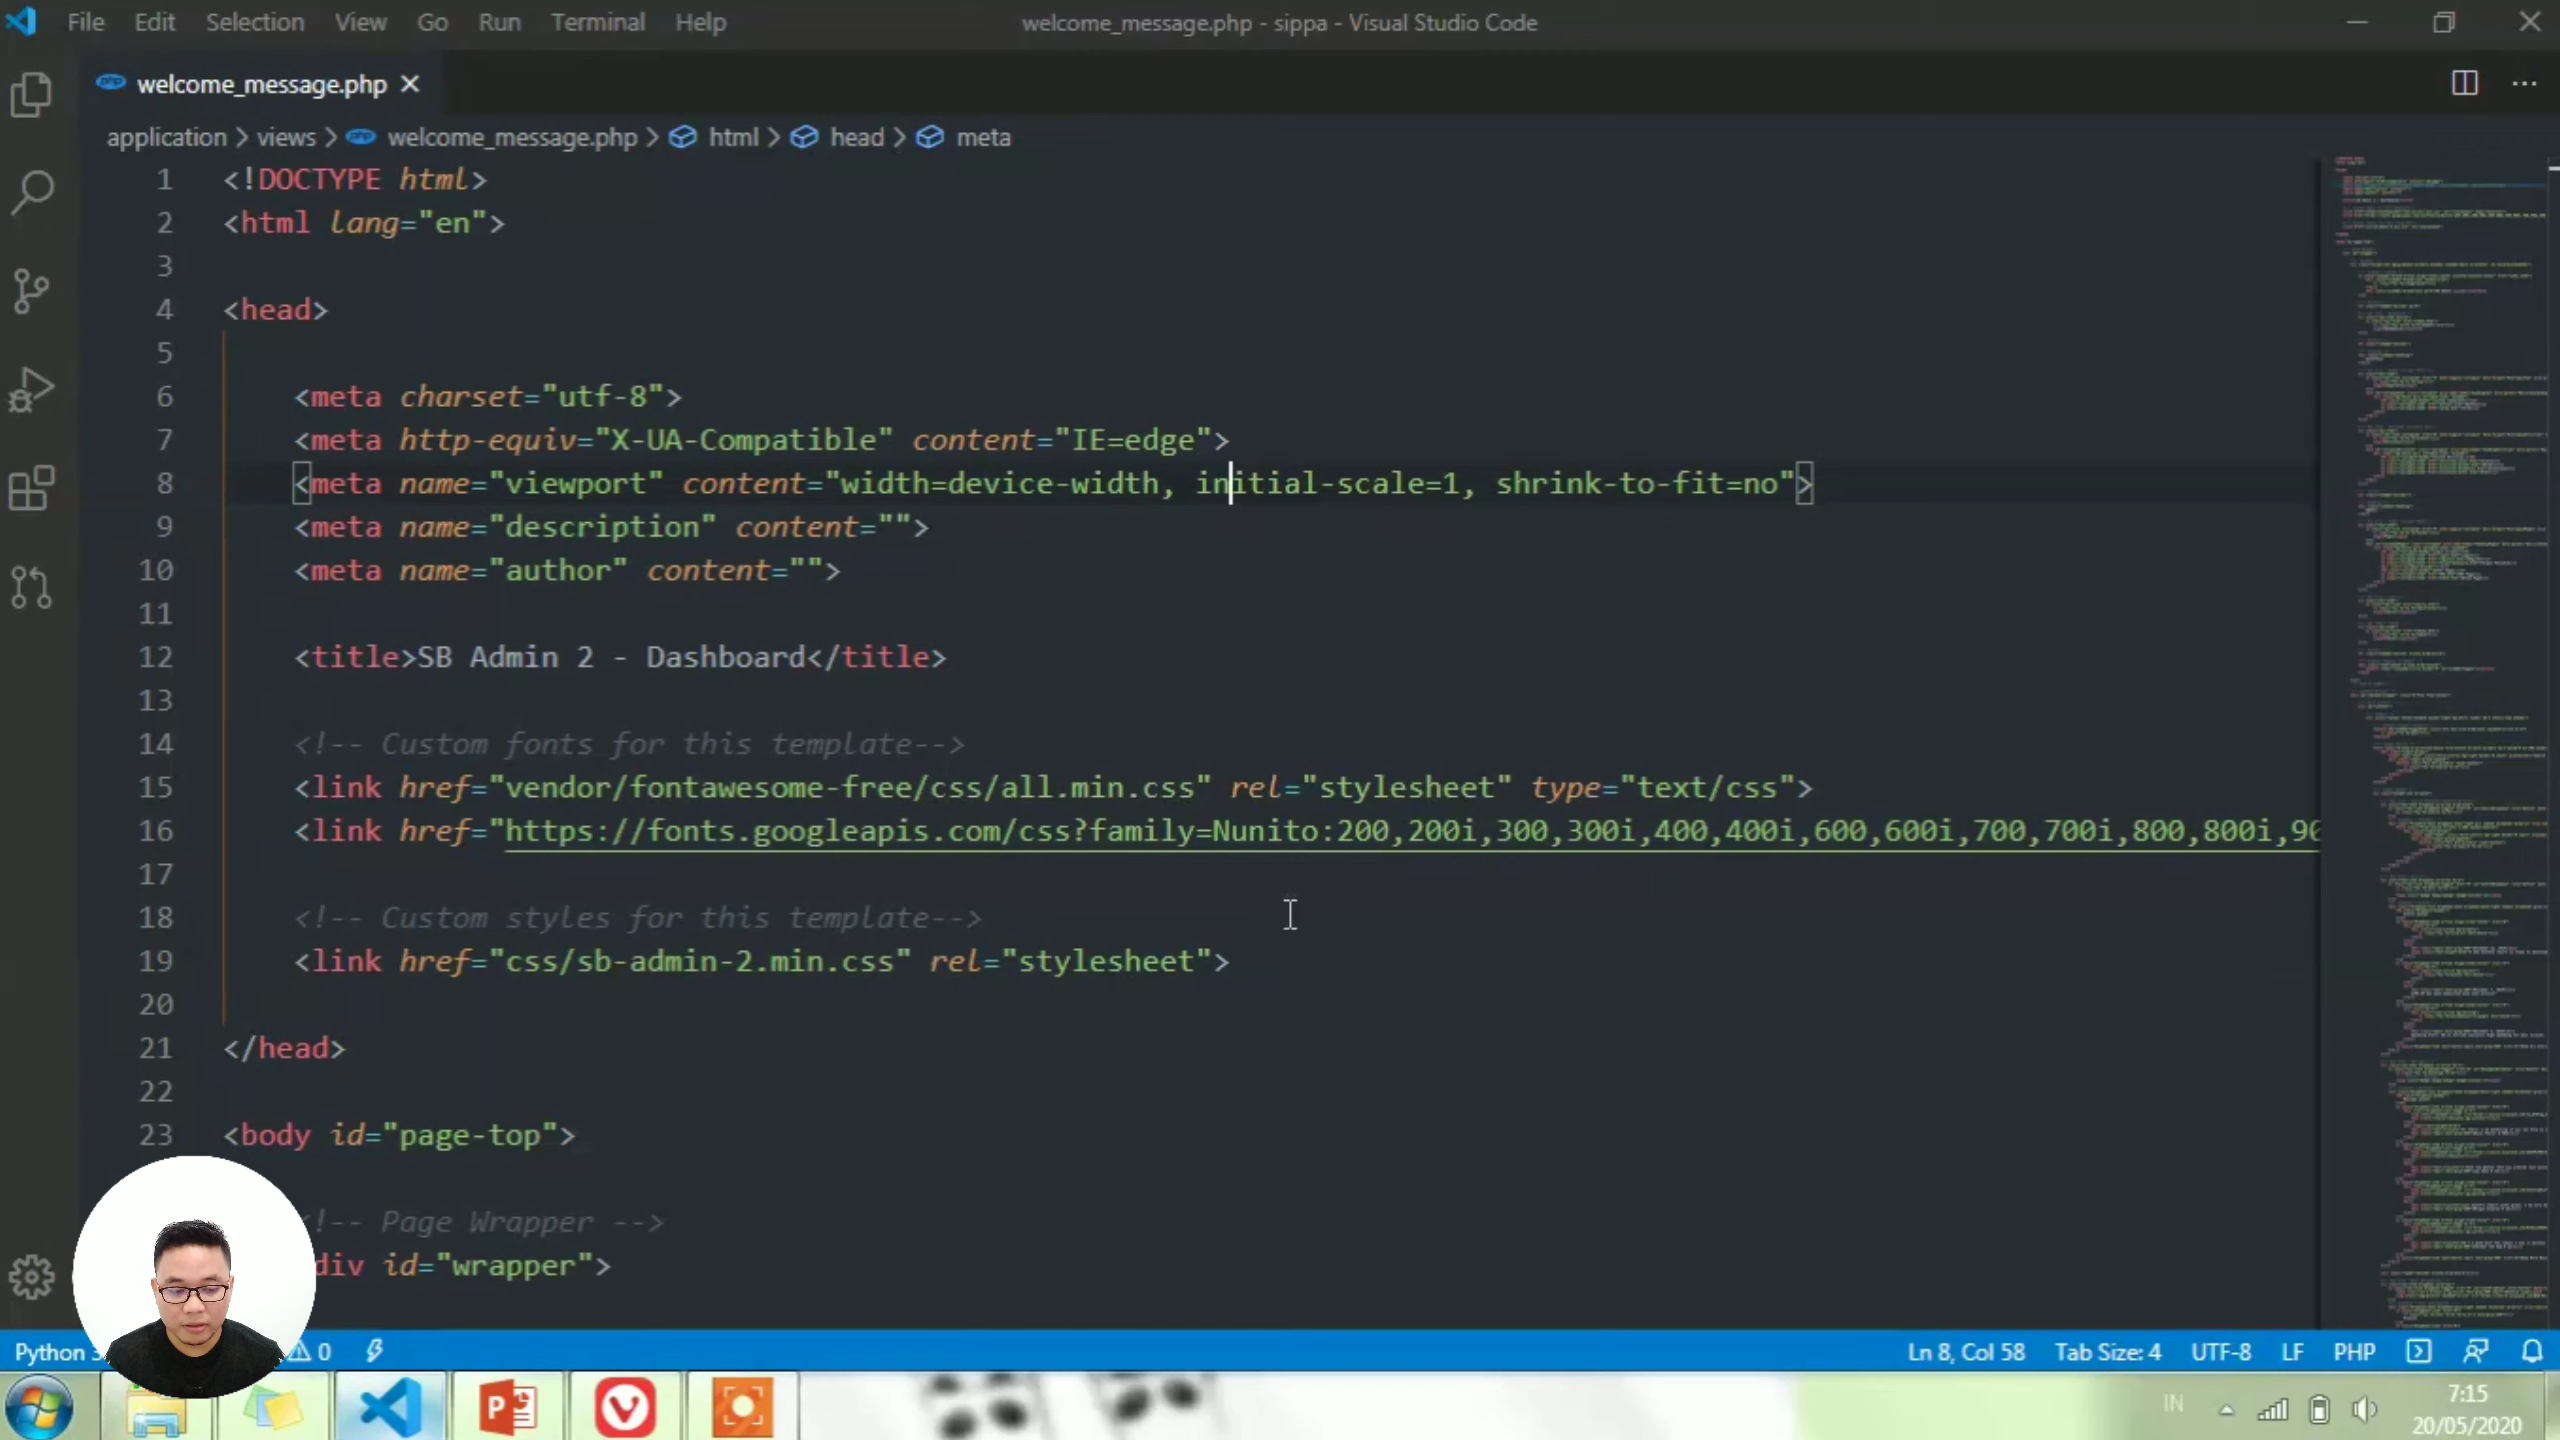 File Edit Selection View Go Run Terminal Help welcome_message.php - sippa - Visual Studio Code
welcome_message.php
application > views > welcome_message.php > html > head > meta
1 <!DOCTYPE html>
2 <html lang="en">
3
4 <head>
5
6 <meta charset="utf-8">
7 <meta http-equiv="X-UA-Compatible" content="IE=edge">
8 <meta name="viewport" content="width=device-width, initial-scale=1, shrink-to-fit=no">
9 <meta name="description" content="">
10 <meta name="author" content="">
11
12 <title>SB Admin 2 - Dashboard</title>
13
14 <!-- Custom fonts for this template-->
15 <link href="vendor/fontawesome-free/css/all.min.css" rel="stylesheet" type="text/css">
16 <link href="https://fonts.googleapis.com/css?family=Nunito:200,200i,300,300i,400,400i,600,600i,700,700i,800,800i,90
17
18 <!-- Custom styles for this template-->
19 <link href="css/sb-admin-2.min.css" rel="stylesheet">
20
21 </head>
22
23 <body id="page-top">
!-- Page Wrapper -->
div id="wrapper">
Python 0 Ln 8, Col 58 Tab Size: 4 UTF-8 LF PHP
IN 7:15
20/05/2020